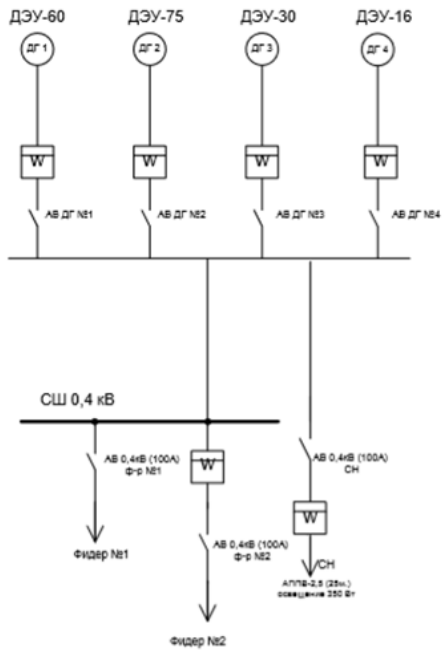 ДЭУ-60 ДЭУ-75 ДЭУ-30 ДЭУ-16
ДГ 1 ДГ 2 ДГ 3 ДГ 4
W W W W
АВ ДГ №1 АВ ДГ №2 АВ ДГ №3 АВ ДГ №4
СШ 0,4 кВ
АВ 0,4кВ (100А)
ф-р №1
W
АВ 0,4кВ (100А)
СН
W
Фидер №1
АВ 0,4кВ (100А)
ф-р №2
СН
АППВ-2,5 (25м.)
освещение 350 Вт
Фидер №2